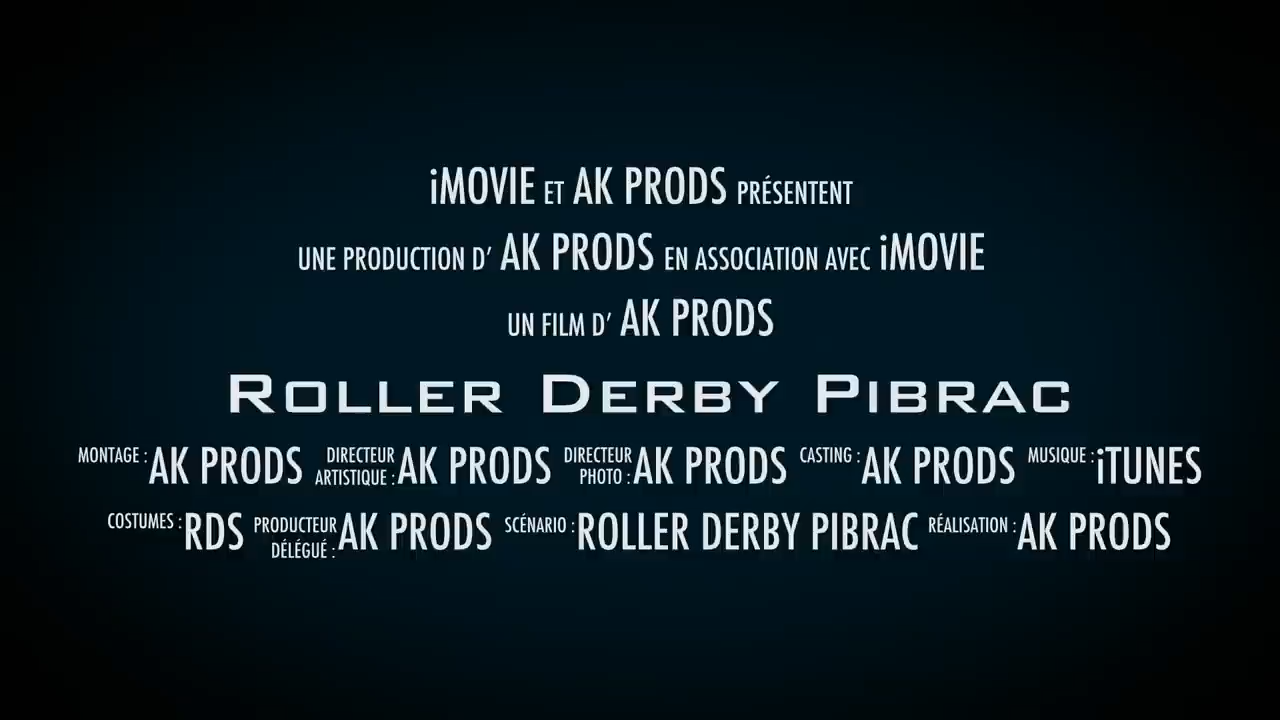 iMOVIE ET AK PRODS PRÉSENTENT
UNE PRODUCTION D' AK PRODS EN ASSOCIATION AVEC iMOVIE
UN FILM D' AK PRODS
ROLLER DERBY PIBRAC
MONTAGE : AK PRODS DIRECTEUR ARTISTIQUE : AK PRODS DIRECTEUR PHOTO : AK PRODS CASTING : AK PRODS MUSIQUE : iTUNES
COSTUMES : RDS PRODUCTEUR DÉLÉGUÉ : AK PRODS SCÉNARIO : ROLLER DERBY PIBRAC RÉALISATION : AK PRODS